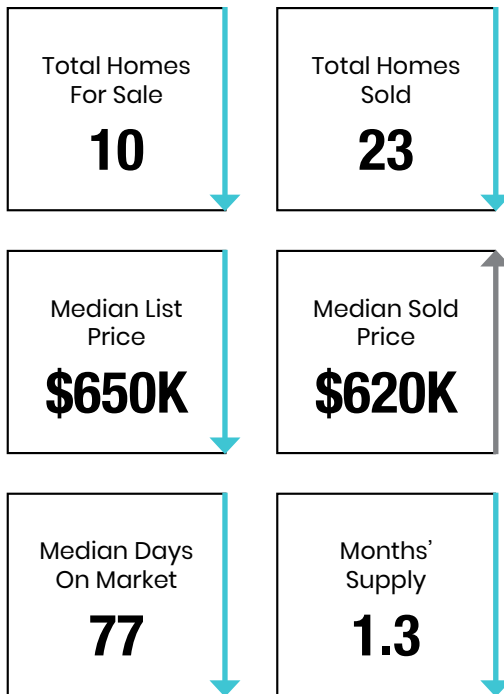 Total Homes
For Sale
10
Total Homes
Sold
23
Median List
Price
$650K
Median Sold
Price
$620K
Median Days
On Market
77
Months’
Supply
1.3